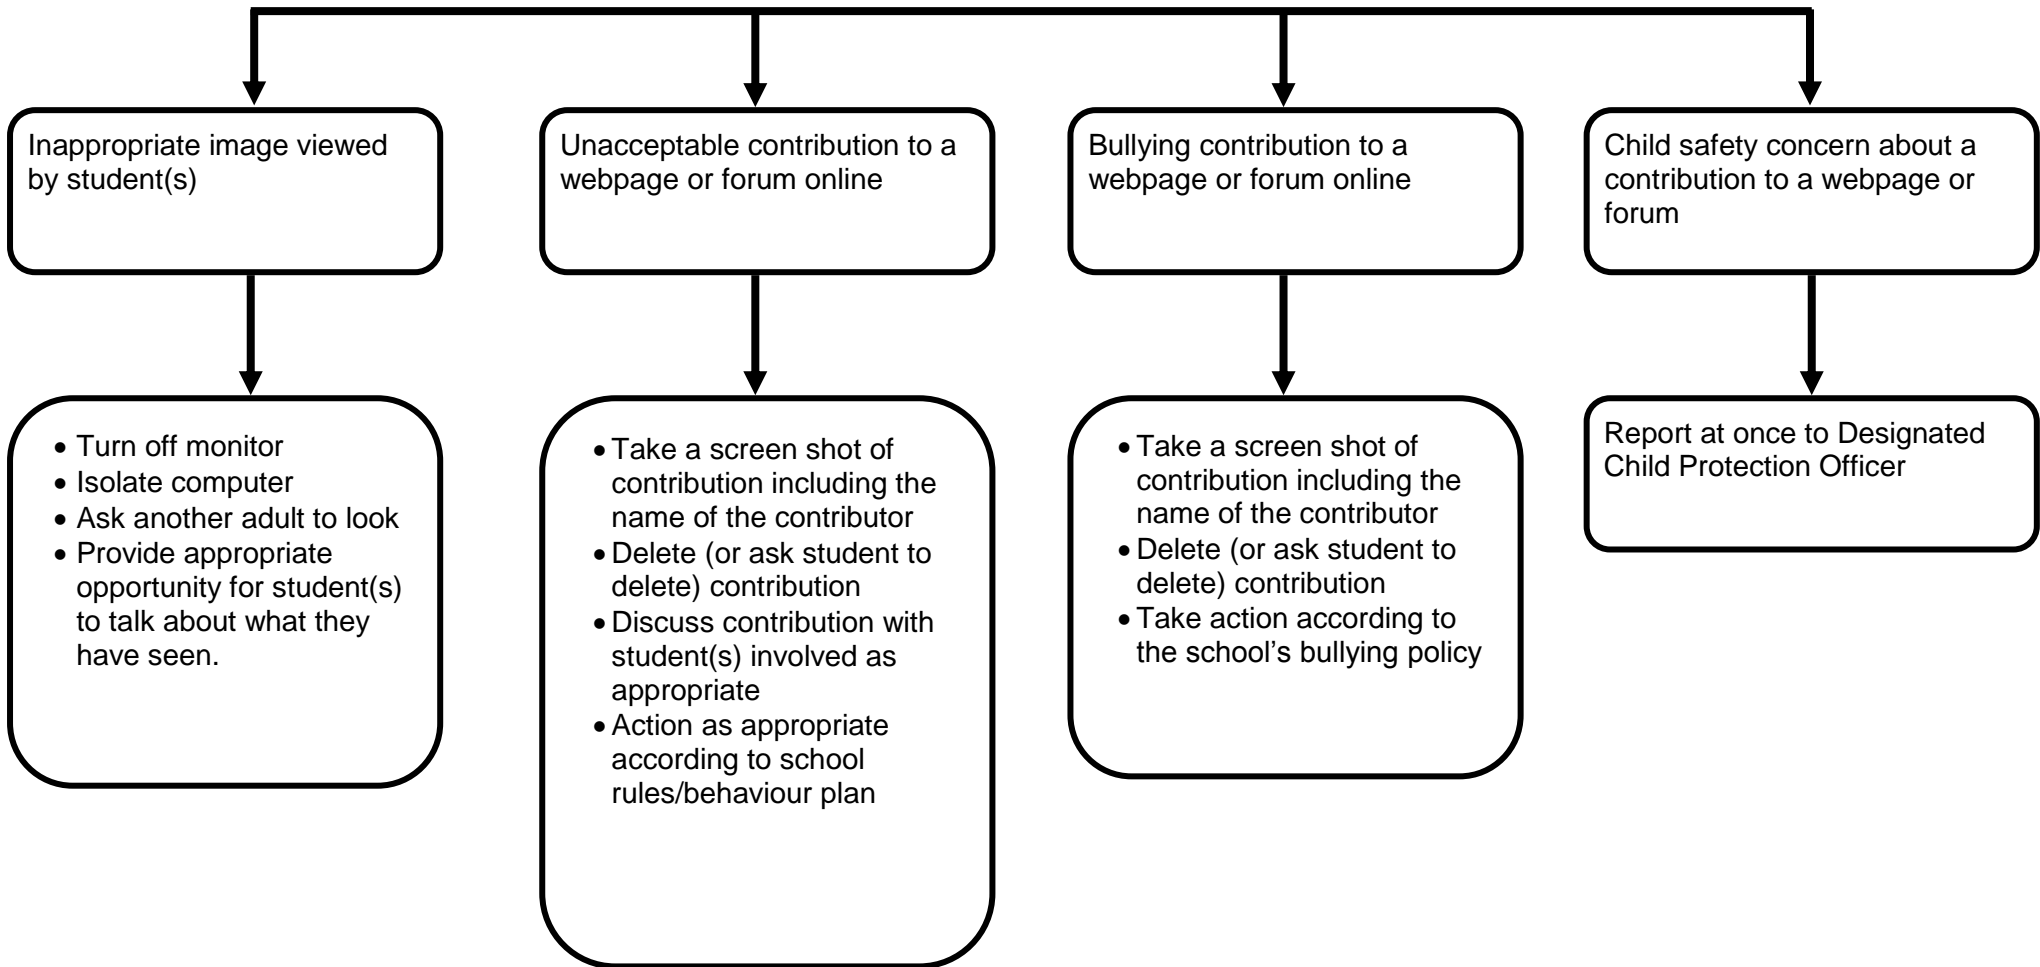 Inappropriate image viewed
by student(s)
Unacceptable contribution to a
webpage or forum online
Bullying contribution to a
webpage or forum online
Child safety concern about a
contribution to a webpage or
forum
• Turn off monitor
• Isolate computer
• Ask another adult to look
• Provide appropriate
opportunity for student(s)
to talk about what they
have seen.
• Take a screen shot of
contribution including the
name of the contributor
• Delete (or ask student to
delete) contribution
• Discuss contribution with
student(s) involved as
appropriate
• Action as appropriate
according to school
rules/behaviour plan
• Take a screen shot of
contribution including the
name of the contributor
• Delete (or ask student to
delete) contribution
• Take action according to
the school’s bullying policy
Report at once to Designated
Child Protection Officer